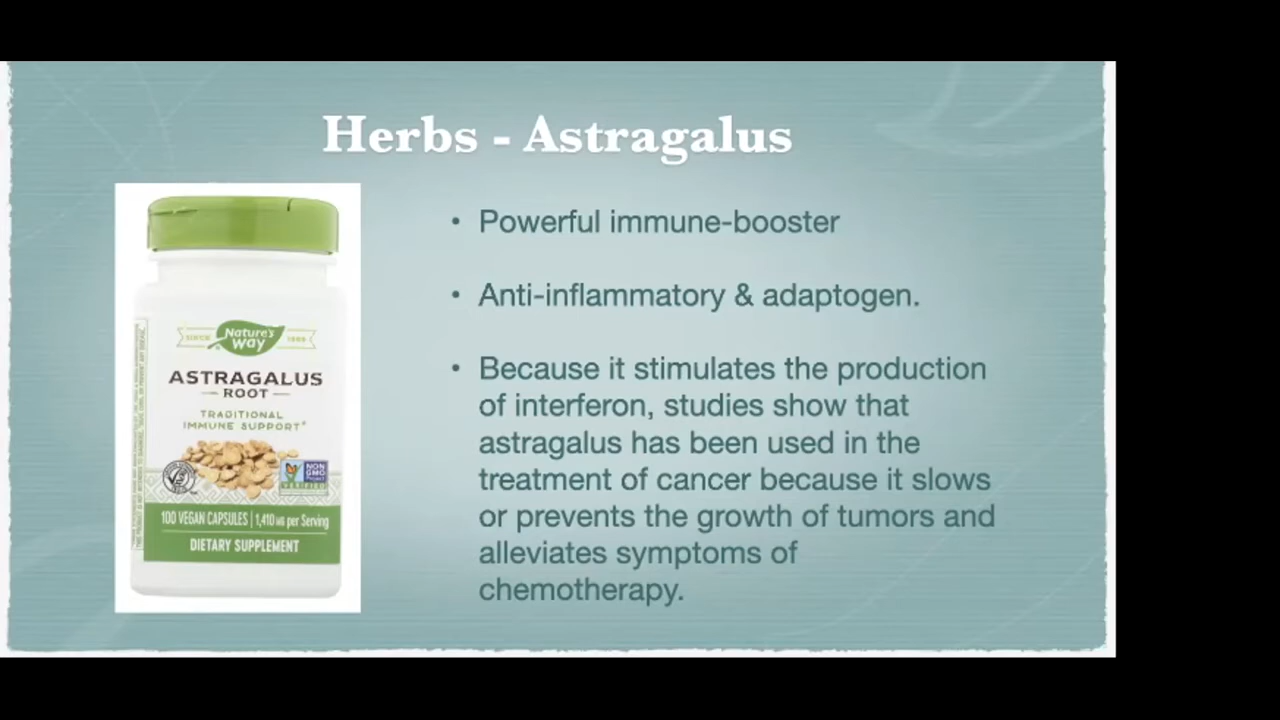 Herbs - Astragalus
• Powerful immune-booster
• Anti-inflammatory & adaptogen.
• Because it stimulates the production
of interferon, studies show that
astragalus has been used in the
treatment of cancer because it slows
or prevents the growth of tumors and
alleviates symptoms of
chemotherapy.
SINCE Nature's Way 1969
ASTRAGALUS
ROOT
TRADITIONAL
IMMUNE SUPPORT*
NON
GMO
VERIFIED
100 VEGAN CAPSULES | 1,410 MG per Serving
DIETARY SUPPLEMENT